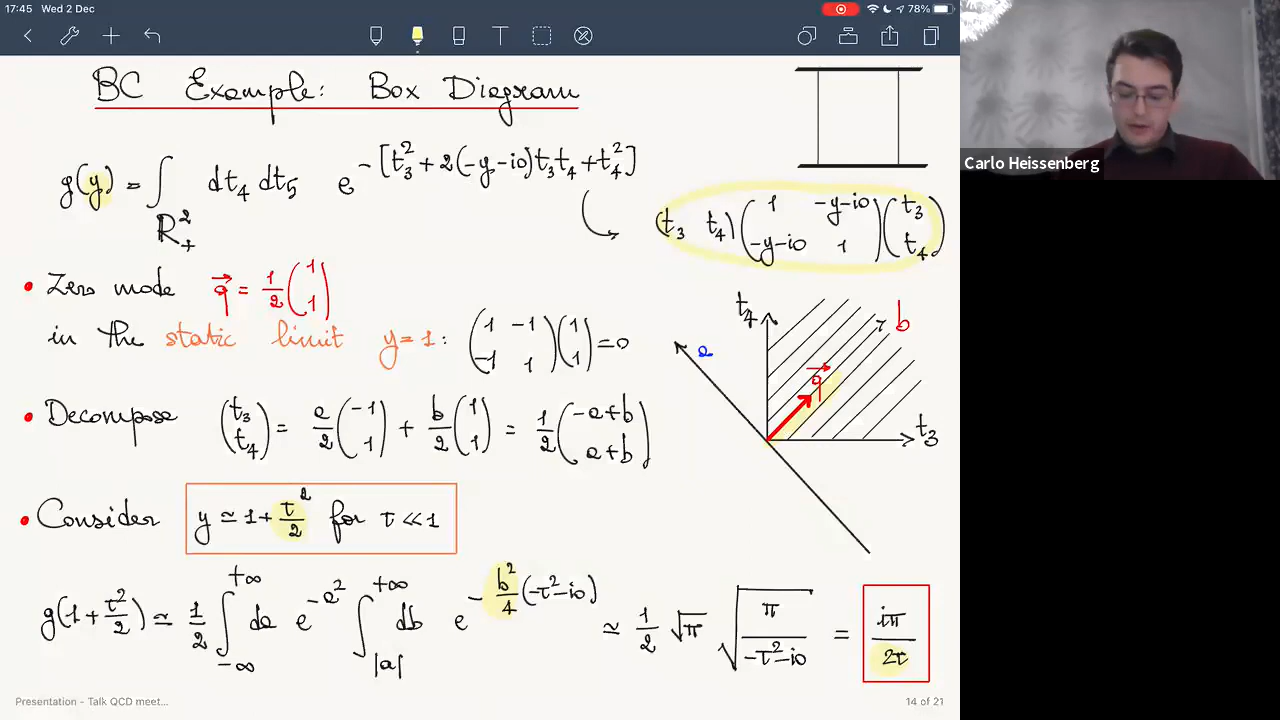 17:45 Wed 2 Dec
78%
BC Example: Box Diagram
g(y) = ∫_{R²₊} dt₄ dt₅ e^{-[t₃² + 2(-y-i0)t₃t₄ + t₄²]}
(t₃ t₄) (1 -y-i0; -y-i0 1) (t₃; t₄)
• Zero mode q⃗ = 1/2 (1; 1)
in the static limit y=1: (1 -1; -1 1)(1; 1) = 0
t₄
b
a
q⃗
t₃
• Decompose (t₃; t₄) = a/2 (-1; 1) + b/2 (1; 1) = 1/2 (-a+b; a+b)
• Consider y ≃ 1 + τ²/2 for τ ≪ 1
g(1+τ²/2) ≃ 1/2 ∫_{-∞}^{+∞} da e^{-a²} ∫_{|a|}^{+∞} db e^{-b²/4 (-τ²-i0)} ≃ 1/2 √π √(π/(-τ²-i0)) = iπ/2τ
Presentation - Talk QCD meet...
14 of 21
Carlo Heissenberg